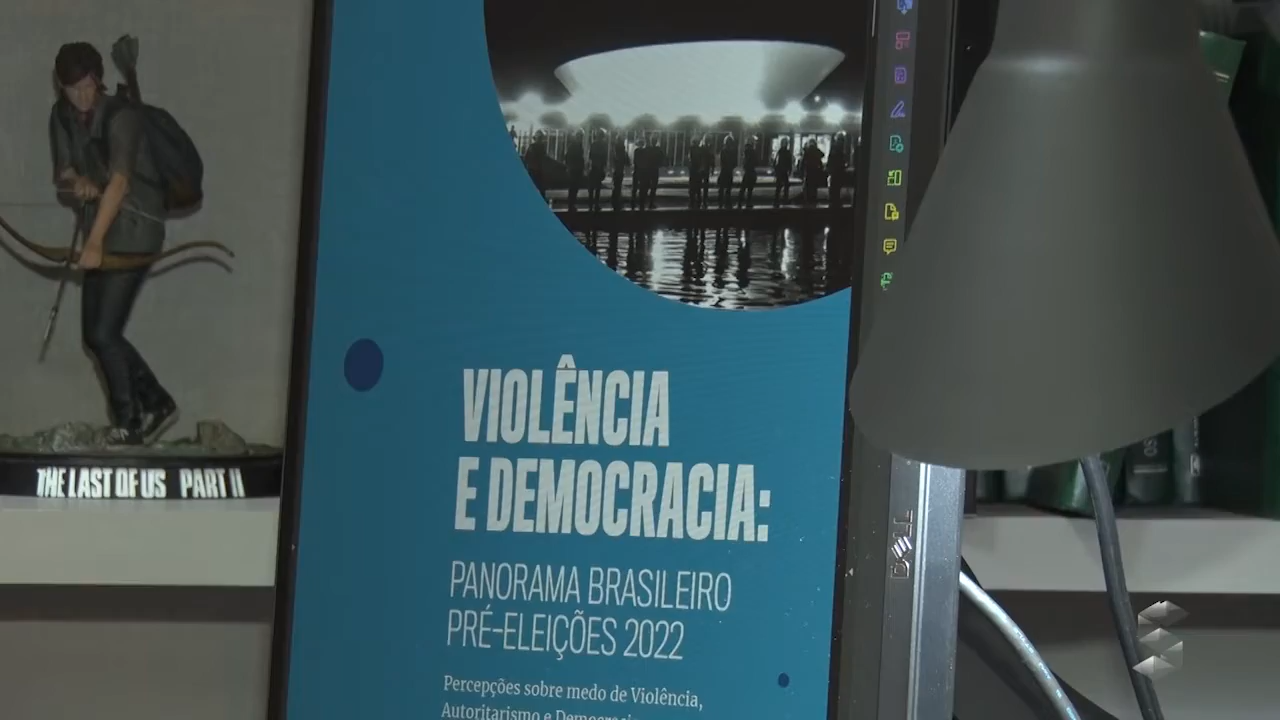 VIOLÊNCIA
E DEMOCRACIA:
PANORAMA BRASILEIRO
PRÉ-ELEIÇÕES 2022
Percepções sobre medo de Violência,
Autoritarismo e
THE LAST OF US PART II
DELL